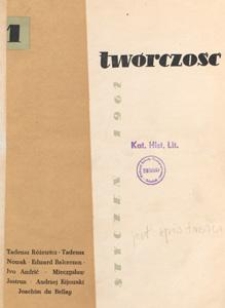 1
twórczość
STYCZEŃ 1962
Kat. Hist. Lit.
Tadeusz Różewicz - Tadeusz
Nowak - Edward Balcerzan -
Ivo Andrić - Mieczysław
Jastrun - Andrzej Kijowski
Joachim du Bellay